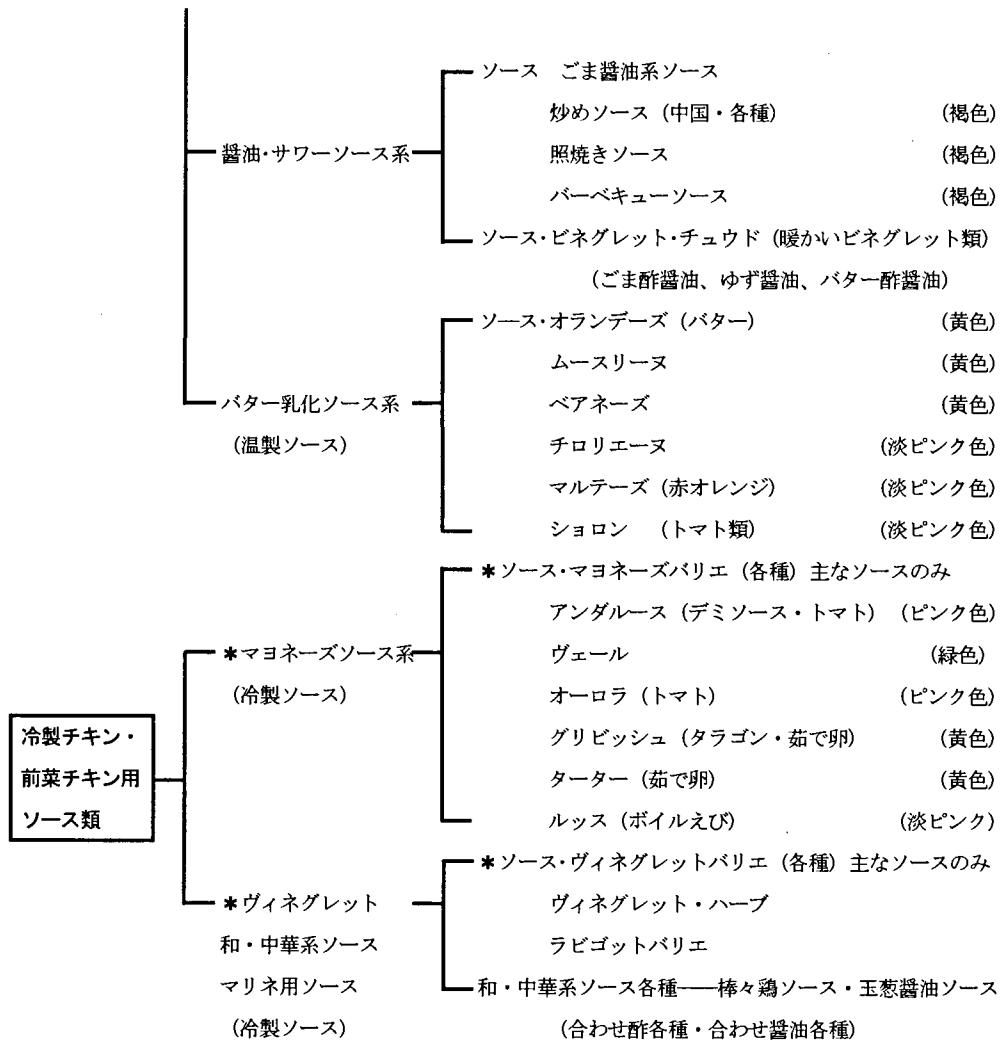 ソース　ごま醤油系ソース
炒めソース（中国・各種）　（褐色）
醤油・サワーソース系　照焼きソース　（褐色）
バーベキューソース　（褐色）
ソース・ビネグレット・チュウド（暖かいビネグレット類）
（ごま酢醤油、ゆず醤油、バター酢醤油）
ソース・オランデーズ（バター）　（黄色）
ムースリーヌ　（黄色）
バター乳化ソース系　ベアネーズ　（黄色）
（温製ソース）　チロリエーヌ　（淡ピンク色）
マルテーズ（赤オレンジ）　（淡ピンク色）
ショロン　（トマト類）　（淡ピンク色）
＊ソース・マヨネーズバリエ（各種）主なソースのみ
アンダルース（デミソース・トマト）（ピンク色）
＊マヨネーズソース系　ヴェール　（緑色）
（冷製ソース）　オーロラ（トマト）　（ピンク色）
冷製チキン・　グリビッシュ（タラゴン・茹で卵）　（黄色）
前菜チキン用　ターター（茹で卵）　（黄色）
ソース類　ルッス（ボイルえび）　（淡ピンク）
＊ソース・ヴィネグレットバリエ（各種）主なソースのみ
＊ヴィネグレット　ヴィネグレット・ハーブ
和・中華系ソース　ラビゴットバリエ
マリネ用ソース　和・中華系ソース各種──棒々鶏ソース・玉葱醤油ソース
（冷製ソース）　（合わせ酢各種・合わせ醤油各種）